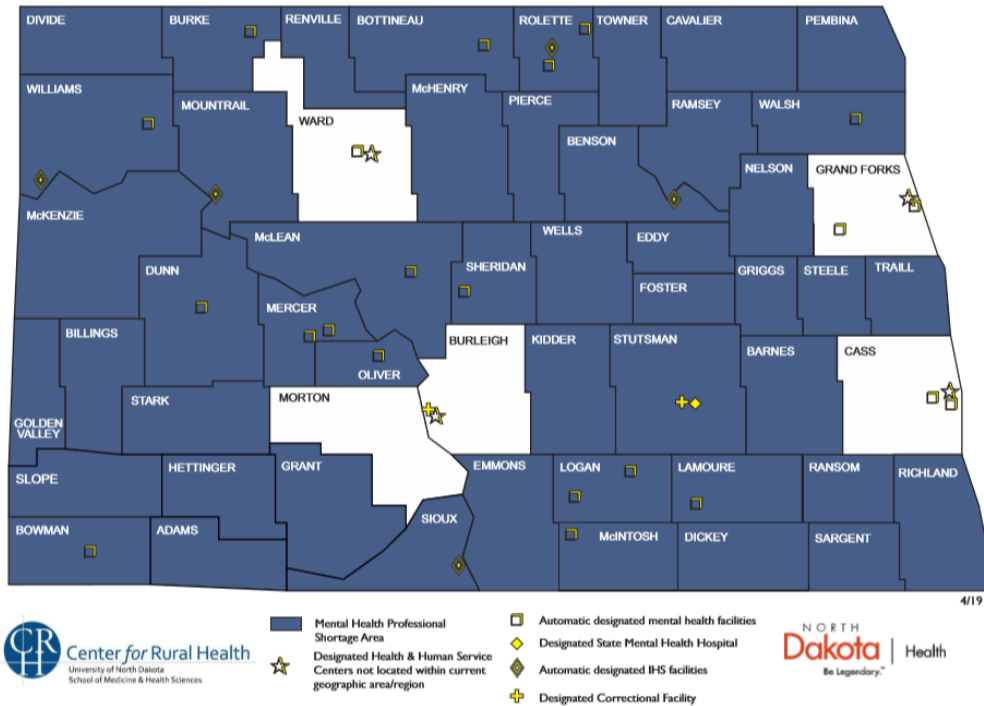 DIVIDE
BURKE
RENVILLE
BOTTINEAU
ROLETTE
TOWNER
CAVALIER
PEMBINA
WILLIAMS
MOUNTRAIL
WARD
McHENRY
PIERCE
BENSON
RAMSEY
WALSH
NELSON
GRAND FORKS
McKENZIE
DUNN
McLEAN
MERCER
OLIVER
SHERIDAN
WELLS
EDDY
FOSTER
GRIGGS
STEELE
TRAILL
GOLDEN
VALLEY
BILLINGS
STARK
MORTON
BURLEIGH
KIDDER
STUTSMAN
BARNES
CASS
SLOPE
HETTINGER
GRANT
BOWMAN
ADAMS
SIOUX
EMMONS
LOGAN
LAMOURE
RANSOM
RICHLAND
McINTOSH
DICKEY
SARGENT
4/19
CRH
Center for Rural Health
University of North Dakota
School of Medicine & Health Sciences
Mental Health Professional
Shortage Area
Designated Health & Human Service
Centers not located within current
geographic area/region
Automatic designated mental health facilities
Designated State Mental Health Hospital
Automatic designated IHS facilities
Designated Correctional Facility
NORTH
Dakota | Health
Be Legendary.™